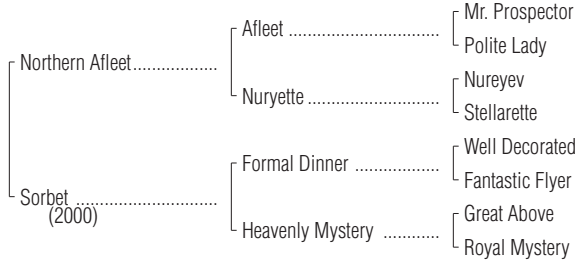 Mr. Prospector
Afleet ........................................
Polite Lady
Northern Afleet..................
Nureyev
Nuryette ...................................
Stellarette
Well Decorated
Formal Dinner ......................
Fantastic Flyer
Sorbet ..............................
(2000)
Great Above
Heavenly Mystery ............
Royal Mystery